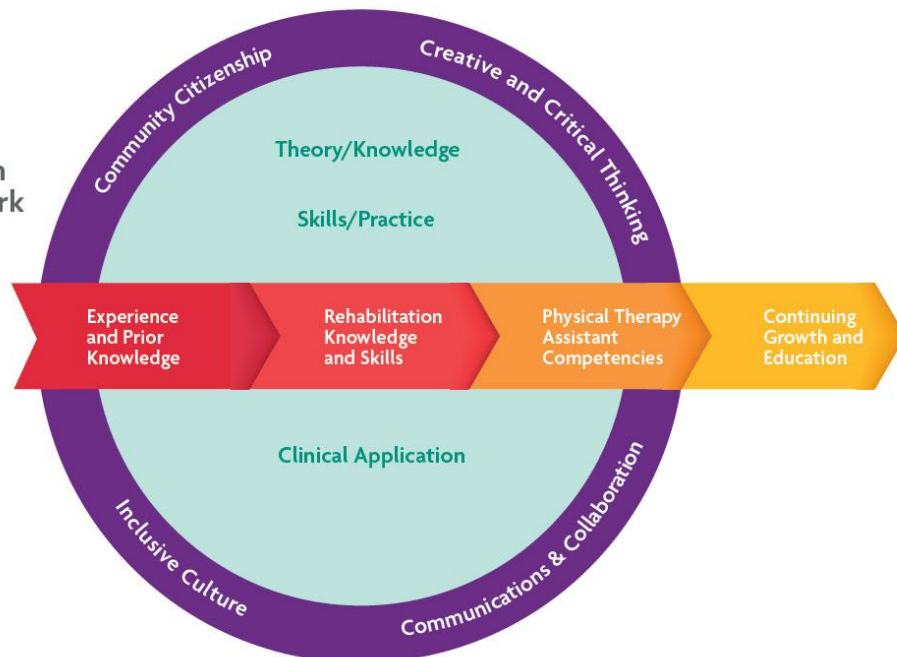 Community Citizenship
Creative and Critical Thinking
Theory/Knowledge
Skills/Practice
Experience
and Prior
Knowledge
Rehabilitation
Knowledge
and Skills
Physical Therapy
Assistant
Competencies
Continuing
Growth and
Education
Clinical Application
Inclusive Culture
Communications & Collaboration